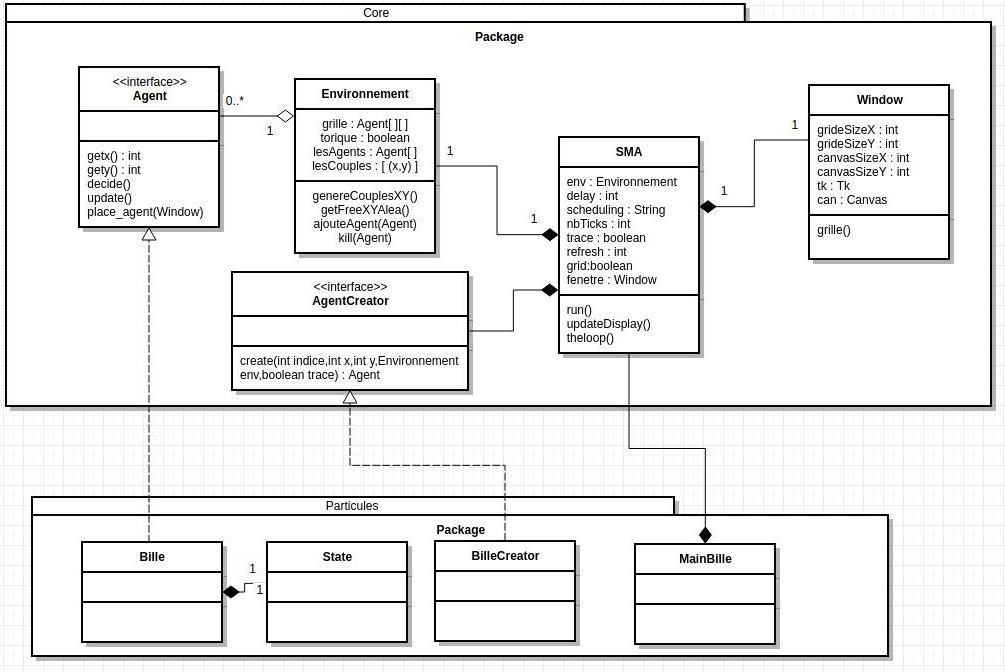 Core
Package
<<interface>>
Agent
getx() : int
gety() : int
decide()
update()
place_agent(Window)
0..*
1
Environnement
grille : Agent[ ][ ]
torique : boolean
lesAgents : Agent[ ]
lesCouples : [ (x,y) ]
genereCouplesXY()
getFreeXYAlea()
ajouteAgent(Agent)
kill(Agent)
1
1
SMA
env : Environnement
delay : int
scheduling : String
nbTicks : int
trace : boolean
refresh : int
grid:boolean
fenetre : Window
run()
updateDisplay()
theloop()
1
1
Window
grideSizeX : int
grideSizeY : int
canvasSizeX : int
canvasSizeY : int
tk : Tk
can : Canvas
grille()
<<interface>>
AgentCreator
create(int indice,int x,int y,Environnement
env,boolean trace) : Agent
Particules
Package
Bille
1
1
State
BilleCreator
MainBille